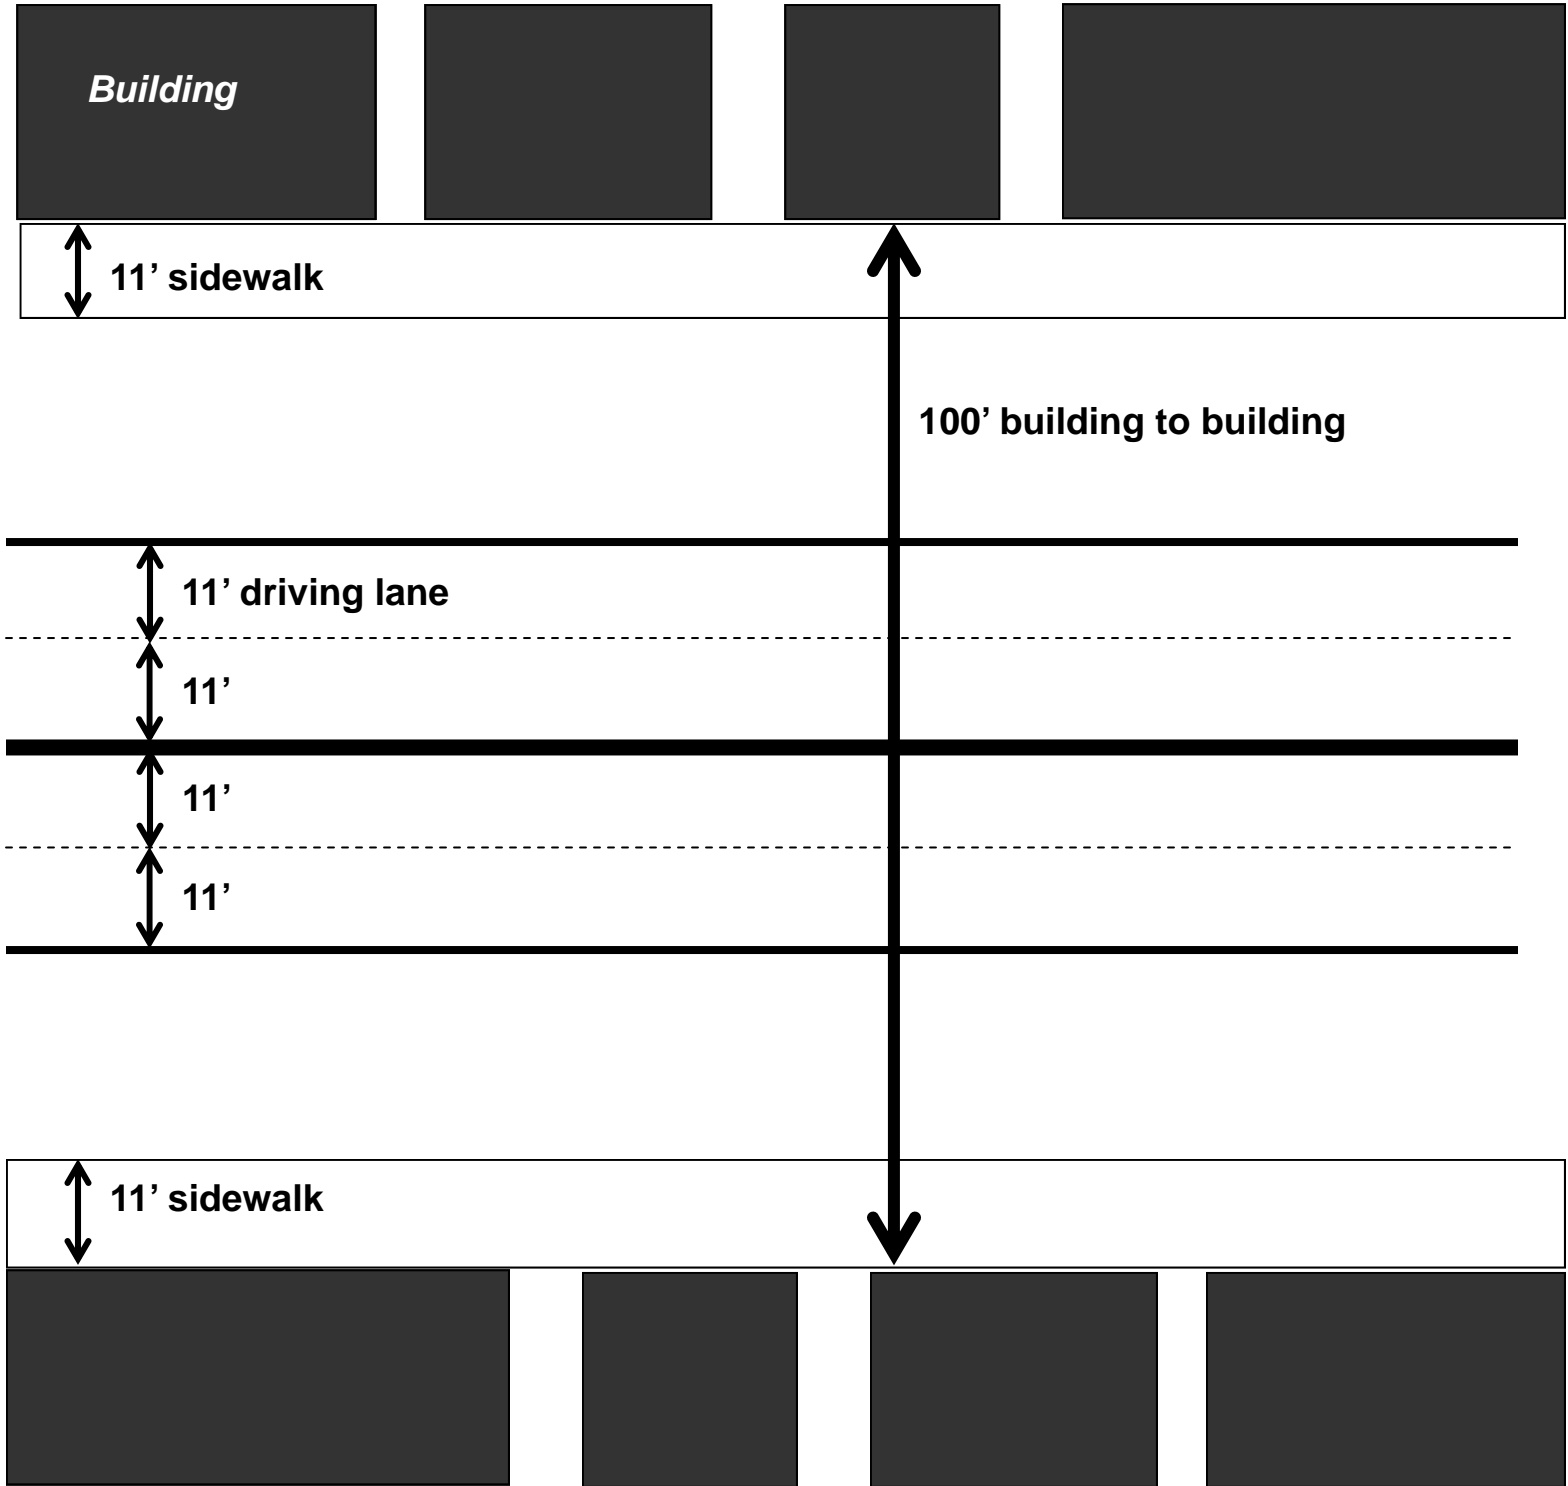 Building
11’ sidewalk
100’ building to building
11’ driving lane
11’
11’
11’
11’ sidewalk